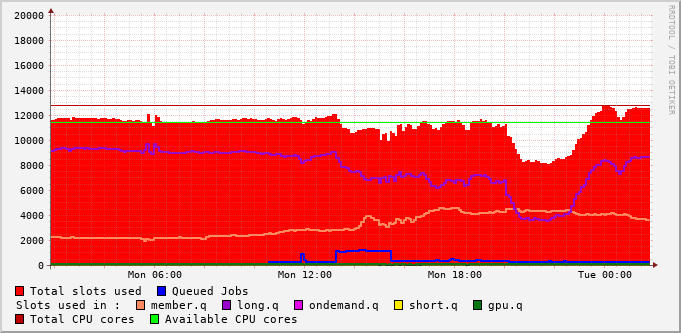 20000
18000
16000
14000
12000
10000
8000
6000
4000
2000
0
Mon 06:00 Mon 12:00 Mon 18:00 Tue 00:00
Total slots used Queued Jobs
Slots used in : member.q long.q ondemand.q short.q gpu.q
Total CPU cores Available CPU cores
RRDTOOL / TOBI OETIKER